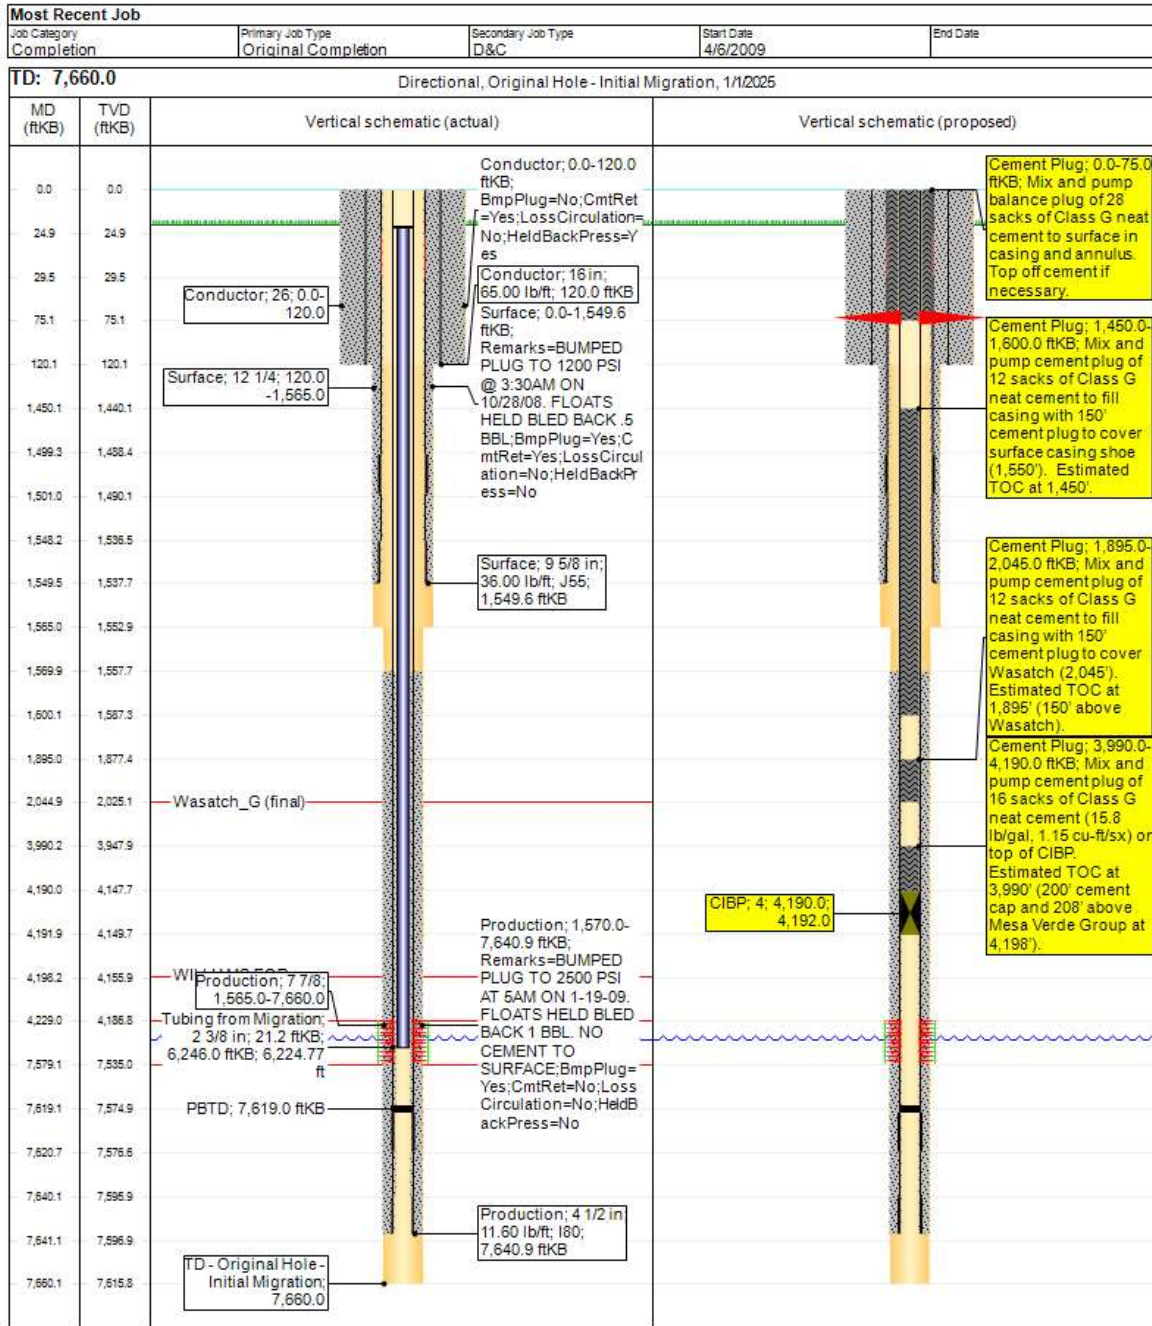 Most Recent Job
Job Category
Completion
Primary Job Type
Original Completion
Secondary Job Type
D&C
Start Date
4/6/2009
End Date
TD: 7,660.0
Directional, Original Hole - Initial Migration, 1/1/2025
MD
(ftKB)
TVD
(ftKB)
Vertical schematic (actual)
Vertical schematic (proposed)
0.0 0.0
24.9 24.9
29.5 29.5
75.1 75.1
120.1 120.1
1,450.1 1,440.1
1,499.3 1,488.4
1,501.0 1,490.1
1,548.2 1,536.5
1,549.5 1,537.7
1,565.0 1,552.9
1,569.9 1,557.7
1,600.1 1,587.3
1,895.0 1,877.4
2,044.9 2,025.1
3,990.2 3,947.9
4,190.0 4,147.7
4,191.9 4,149.7
4,198.2 4,155.9
4,229.0 4,186.8
7,579.1 7,535.0
7,619.1 7,574.9
7,620.7 7,576.6
7,640.1 7,595.9
7,641.1 7,596.9
7,660.1 7,615.8
Conductor; 26; 0.0-
120.0
Surface; 12 1/4; 120.0
-1,565.0
Wasatch_G (final)
Production; 7 7/8;
1,565.0-7,660.0
Tubing from Migration;
2 3/8 in; 21.2 ftKB;
6,246.0 ftKB; 6,224.77
ft
PBTD; 7,619.0 ftKB
TD - Original Hole -
Initial Migration;
7,660.0
Conductor; 0.0-120.0
ftKB;
BmpPlug=No;CmtRet
=Yes;LossCirculation=
No;HeldBackPress=Y
es
Conductor; 16 in;
65.00 lb/ft; 120.0 ftKB
Surface; 0.0-1,549.6
ftKB;
Remarks=BUMPED
PLUG TO 1200 PSI
@ 3:30AM ON
10/28/08. FLOATS
HELD BLED BACK .5
BBL;BmpPlug=Yes;C
mtRet=Yes;LossCircul
ation=No;HeldBackPr
ess=No
Surface; 9 5/8 in;
36.00 lb/ft; J55;
1,549.6 ftKB
Production; 1,570.0-
7,640.9 ftKB;
Remarks=BUMPED
PLUG TO 2500 PSI
AT 5AM ON 1-19-09.
FLOATS HELD BLED
BACK 1 BBL. NO
CEMENT TO
SURFACE;BmpPlug=
Yes;CmtRet=No;Loss
Circulation=No;HeldB
ackPress=No
Production; 4 1/2 in;
11.60 lb/ft; I80;
7,640.9 ftKB
Cement Plug; 0.0-75.0
ftKB; Mix and pump
balance plug of 28
sacks of Class G neat
cement to surface in
casing and annulus.
Top off cement if
necessary.
Cement Plug; 1,450.0-
1,600.0 ftKB; Mix and
pump cement plug of
12 sacks of Class G
neat cement to fill
casing with 150'
cement plug to cover
surface casing shoe
(1,550'). Estimated
TOC at 1,450'.
Cement Plug; 1,895.0-
2,045.0 ftKB; Mix and
pump cement plug of
12 sacks of Class G
neat cement to fill
casing with 150'
cement plug to cover
Wasatch (2,045').
Estimated TOC at
1,895' (150' above
Wasatch).
Cement Plug; 3,990.0-
4,190.0 ftKB; Mix and
pump cement plug of
16 sacks of Class G
neat cement (15.8
lb/gal, 1.15 cu-ft/sx) on
top of CIBP.
Estimated TOC at
3,990' (200' cement
cap and 208' above
Mesa Verde Group at
4,198').
CIBP; 4; 4,190.0;
4,192.0